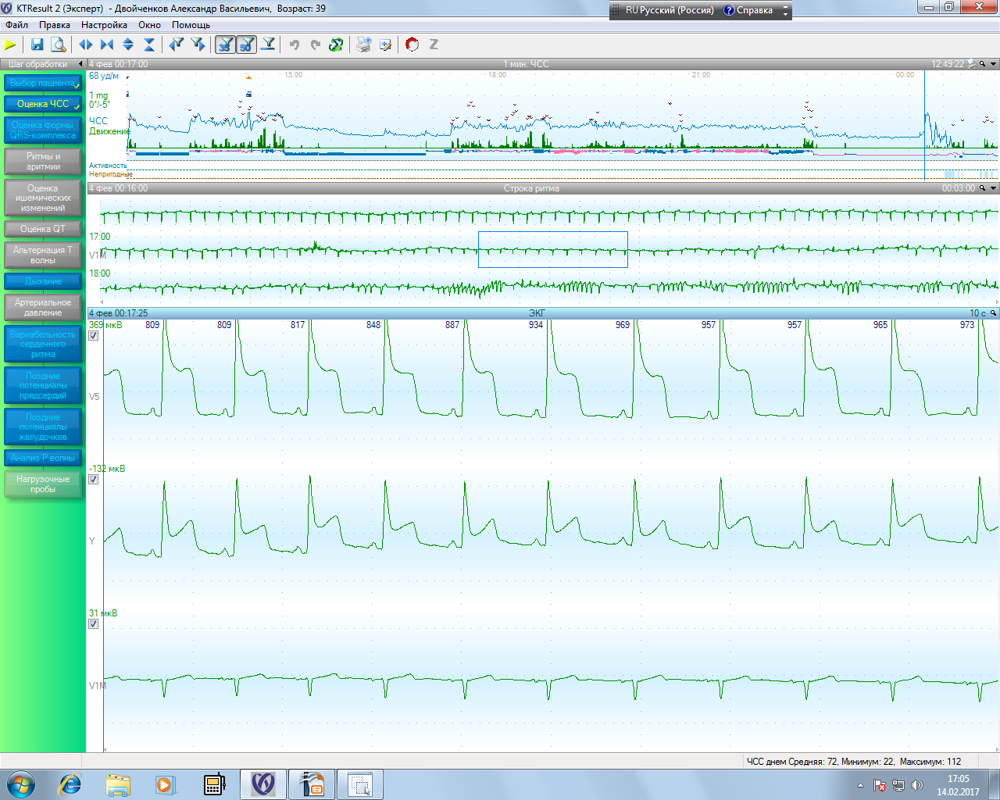 KTResult 2 (Эксперт) - Двойченков Александр Васильевич, Возраст: 39
RU Русский (Россия) ? Справка
Файл Правка Настройка Окно Помощь
35 50 Z
Шаг обработки
4 фев 00:17:00 1 мин. ЧСС 12:49:22
Выбор пациента
Оценка ЧСС
Оценка формы
QRS-комплекса
Ритмы и
аритмии
Оценка
ишемических
изменений
Оценка QT
Альтернация Т
волны
Дыхание
Артериальное
давление
Вариабельность
сердечного
ритма
Поздние
потенциалы
предсердий
Поздние
потенциалы
желудочков
Анализ P волны
Нагрузочные
пробы
68 уд/м 15:00 18:00 21:00 00:00
1 mg
0°/-5°
ЧСС
Движение
Активность
Непригодные
4 фев 00:16:00 Строка ритма 00:03:00
17:00
V1M
18:00
4 фев 00:17:25 ЭКГ 10 с
369 мкВ 809 809 817 848 887 934 969 957 957 965 973
V5
-132 мкВ
Y
31 мкВ
V1M
ЧСС днем Средняя: 72, Минимум: 22, Максимум: 112
17:05
14.02.2017